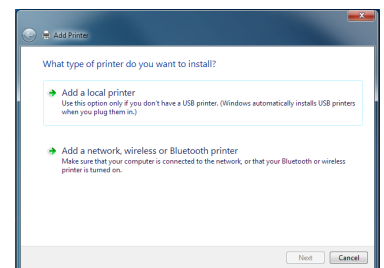 Add Printer
What type of printer do you want to install?
Add a local printer
Use this option only if you don't have a USB printer. (Windows automatically installs USB printers
when you plug them in.)
Add a network, wireless or Bluetooth printer
Make sure that your computer is connected to the network, or that your Bluetooth or wireless
printer is turned on.
Next Cancel